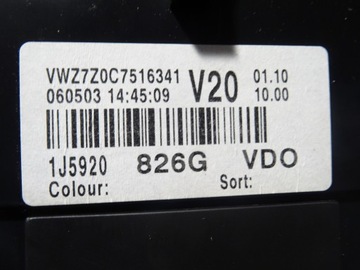 VWZ7Z0C7516341 V20 01.10
060503 14:45:09 10.00
1J5920 826G VDO
Colour: Sort: